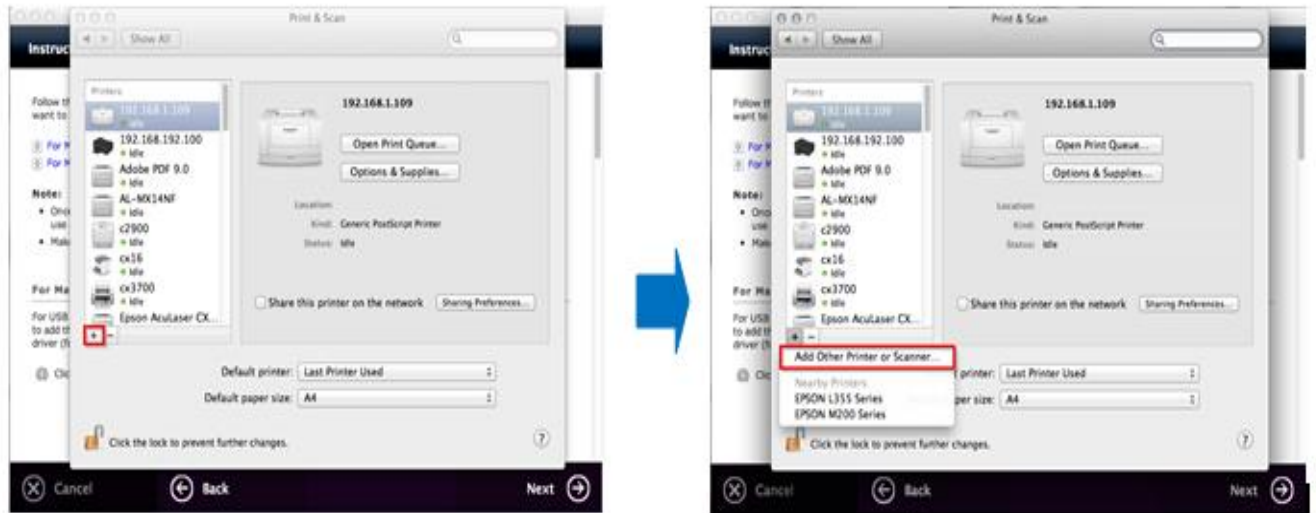 Print & Scan
Show All
Instruc
Printers
192.168.1.109
Idle
192.168.192.100
Idle
Adobe PDF 9.0
Idle
AL-MX14NF
Idle
c2900
Idle
cx16
Idle
cx3700
Idle
Epson AcuLaser CX...
+ -
192.168.1.109
Open Print Queue...
Options & Supplies...
Location:
Kind: Generic PostScript Printer
Status: Idle
Share this printer on the network
Sharing Preferences...
Default printer: Last Printer Used
Default paper size: A4
Click the lock to prevent further changes.
?
Follow th
want to
For M
For M
Note:
• Onc
use
• Mak
For Ma
For USB
to add th
driver (f
Clic
Cancel
Back
Next
Print & Scan
Show All
Instruc
Printers
192.168.1.109
Idle
192.168.192.100
Idle
Adobe PDF 9.0
Idle
AL-MX14NF
Idle
c2900
Idle
cx16
Idle
cx3700
Idle
Epson AcuLaser CX...
+ -
Add Other Printer or Scanner...
Nearby Printers
EPSON L355 Series
EPSON M200 Series
192.168.1.109
Open Print Queue...
Options & Supplies...
Location:
Kind: Generic PostScript Printer
Status: Idle
Share this printer on the network
Sharing Preferences...
printer: Last Printer Used
per size: A4
Click the lock to prevent further changes.
?
Follow th
want to
For M
For M
Note:
• Onc
use
• Mak
For Ma
For USB
to add th
driver (f
Clic
Cancel
Back
Next